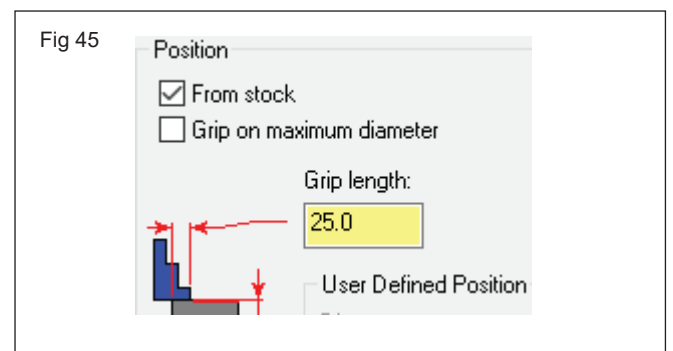 Fig 45
Position
From stock
Grip on maximum diameter
Grip length:
25.0
User Defined Position